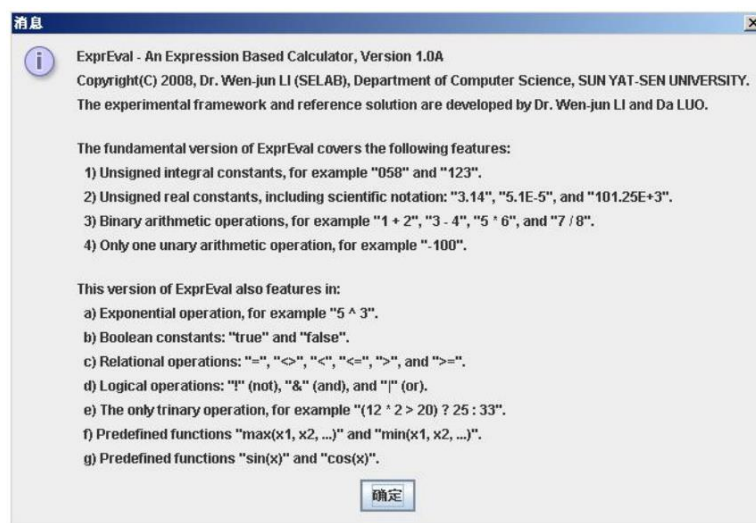 消息
ExprEval - An Expression Based Calculator, Version 1.0A
Copyright(C) 2008, Dr. Wen-jun LI (SELAB), Department of Computer Science, SUN YAT-SEN UNIVERSITY.
The experimental framework and reference solution are developed by Dr. Wen-jun LI and Da LUO.
The fundamental version of ExprEval covers the following features:
1) Unsigned integral constants, for example "058" and "123".
2) Unsigned real constants, including scientific notation: "3.14", "5.1E-5", and "101.25E+3".
3) Binary arithmetic operations, for example "1 + 2", "3 - 4", "5 * 6", and "7 / 8".
4) Only one unary arithmetic operation, for example "-100".
This version of ExprEval also features in:
a) Exponential operation, for example "5 ^ 3".
b) Boolean constants: "true" and "false".
c) Relational operations: "=", "<>", "<", "<=", ">", and ">=".
d) Logical operations: "!" (not), "&" (and), and "|" (or).
e) The only trinary operation, for example "(12 * 2 > 20) ? 25 : 33".
f) Predefined functions "max(x1, x2, ...)" and "min(x1, x2, ...)".
g) Predefined functions "sin(x)" and "cos(x)".
确定